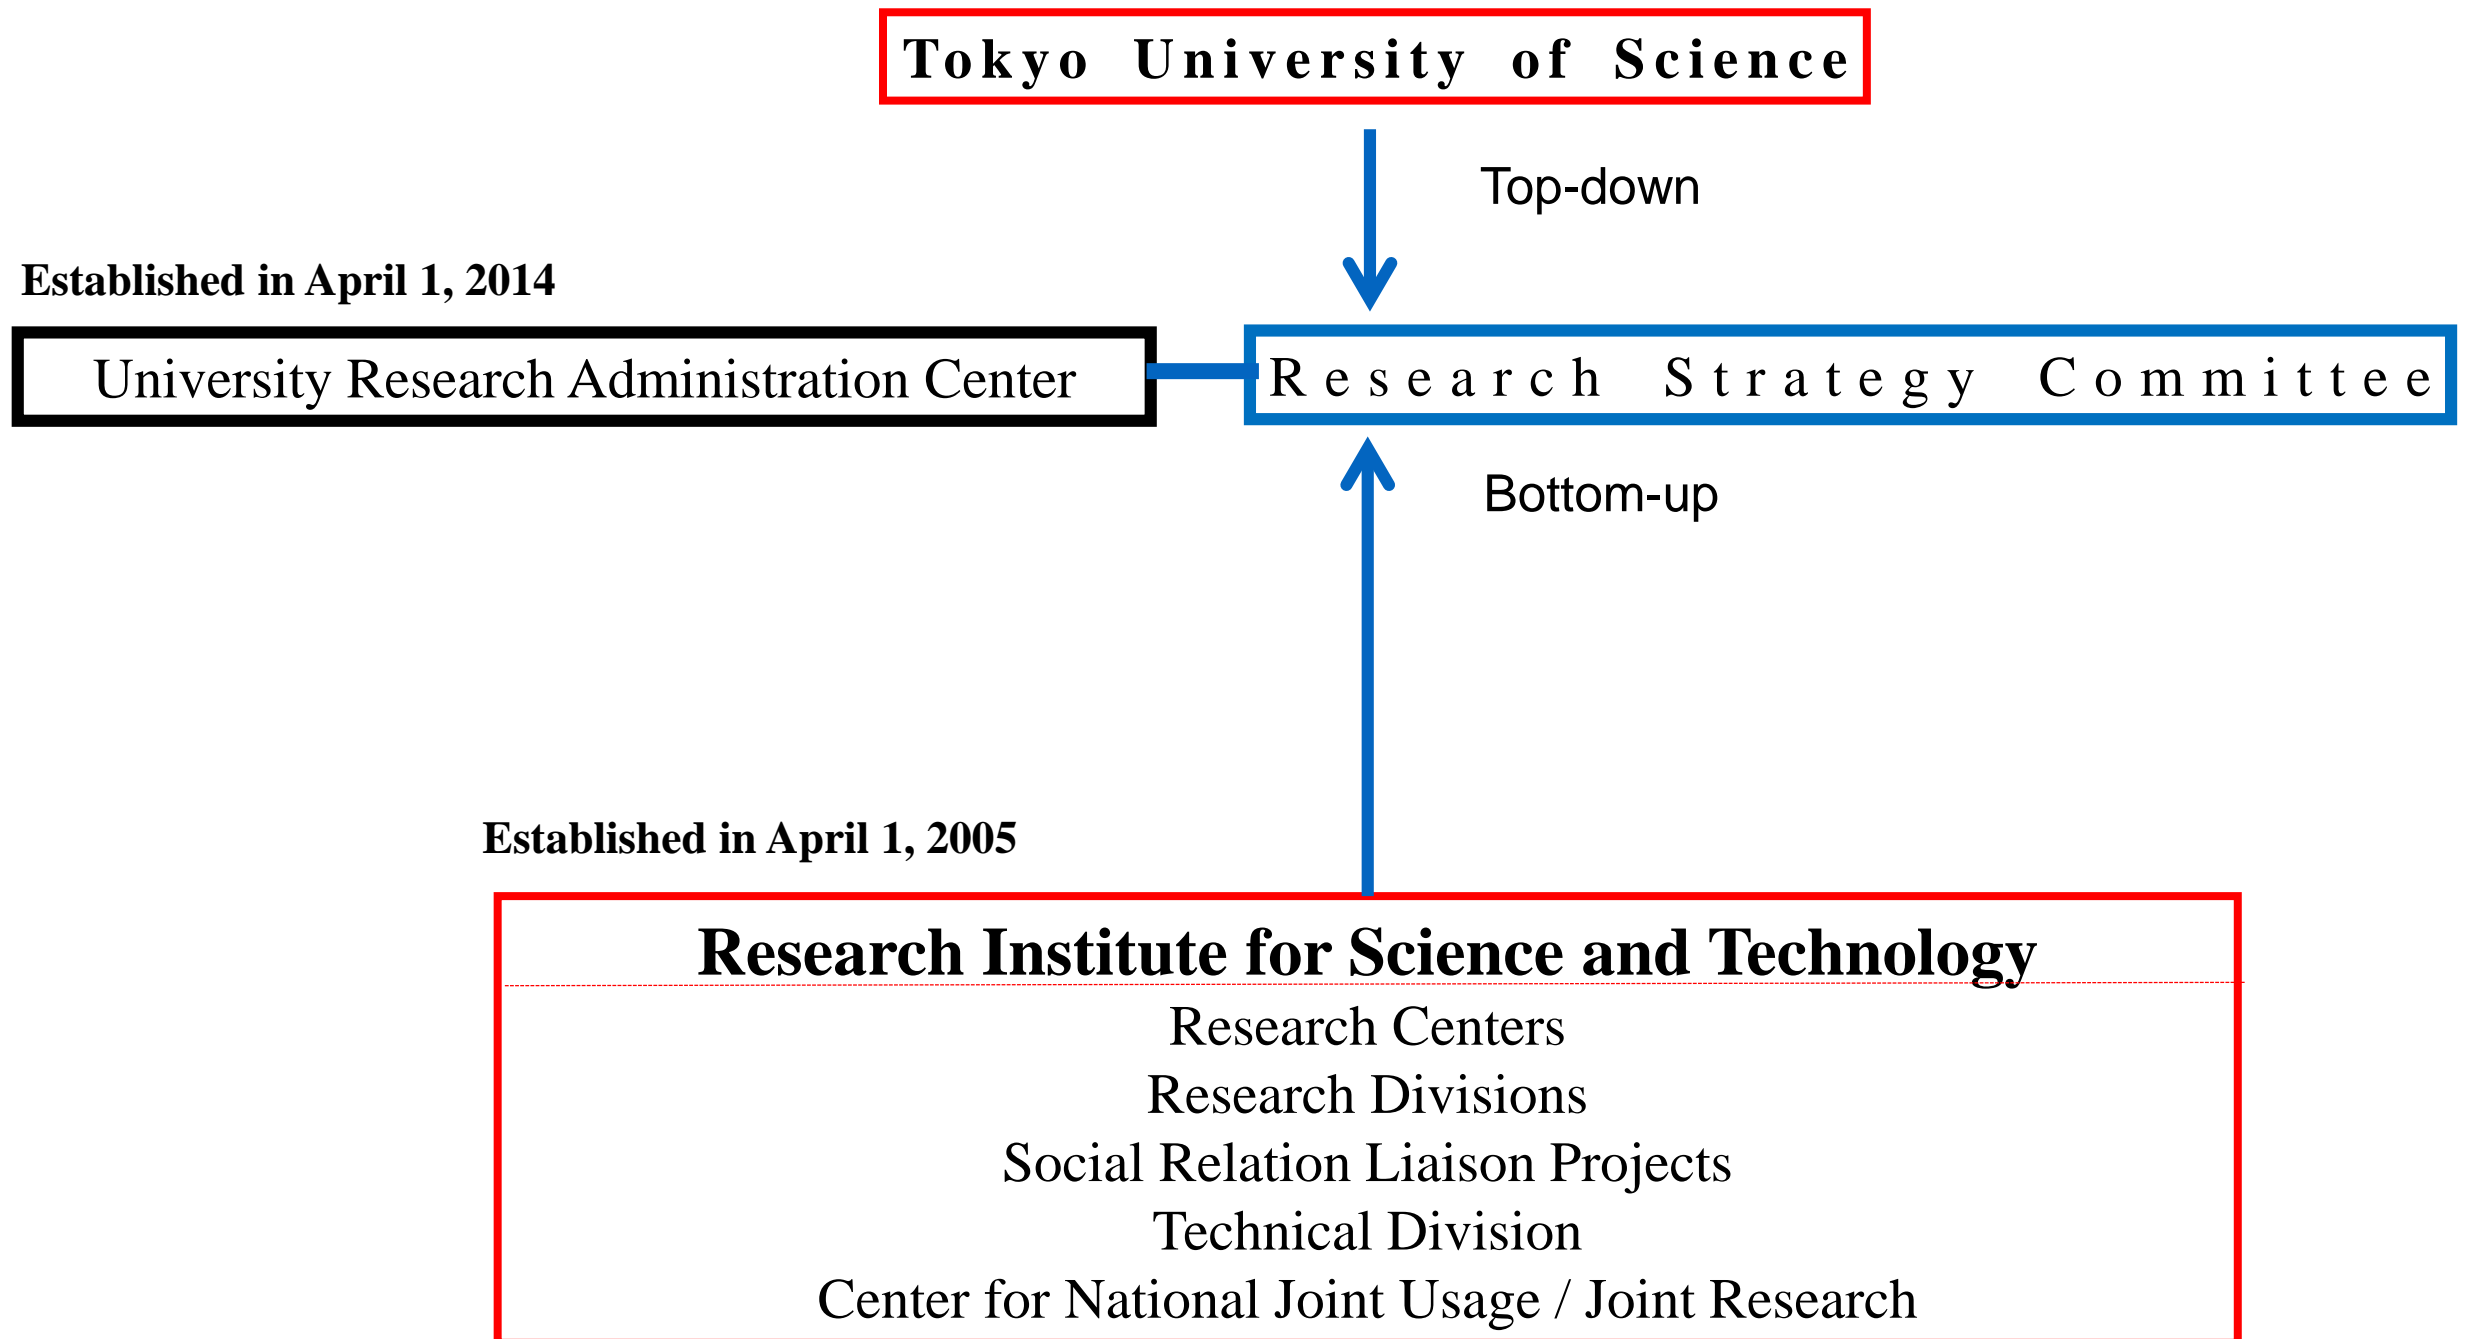 Tokyo University of Science
Top-down
Established in April 1, 2014
University Research Administration Center
Research Strategy Committee
Bottom-up
Established in April 1, 2005
Research Institute for Science and Technology
Research Centers
Research Divisions
Social Relation Liaison Projects
Technical Division
Center for National Joint Usage / Joint Research